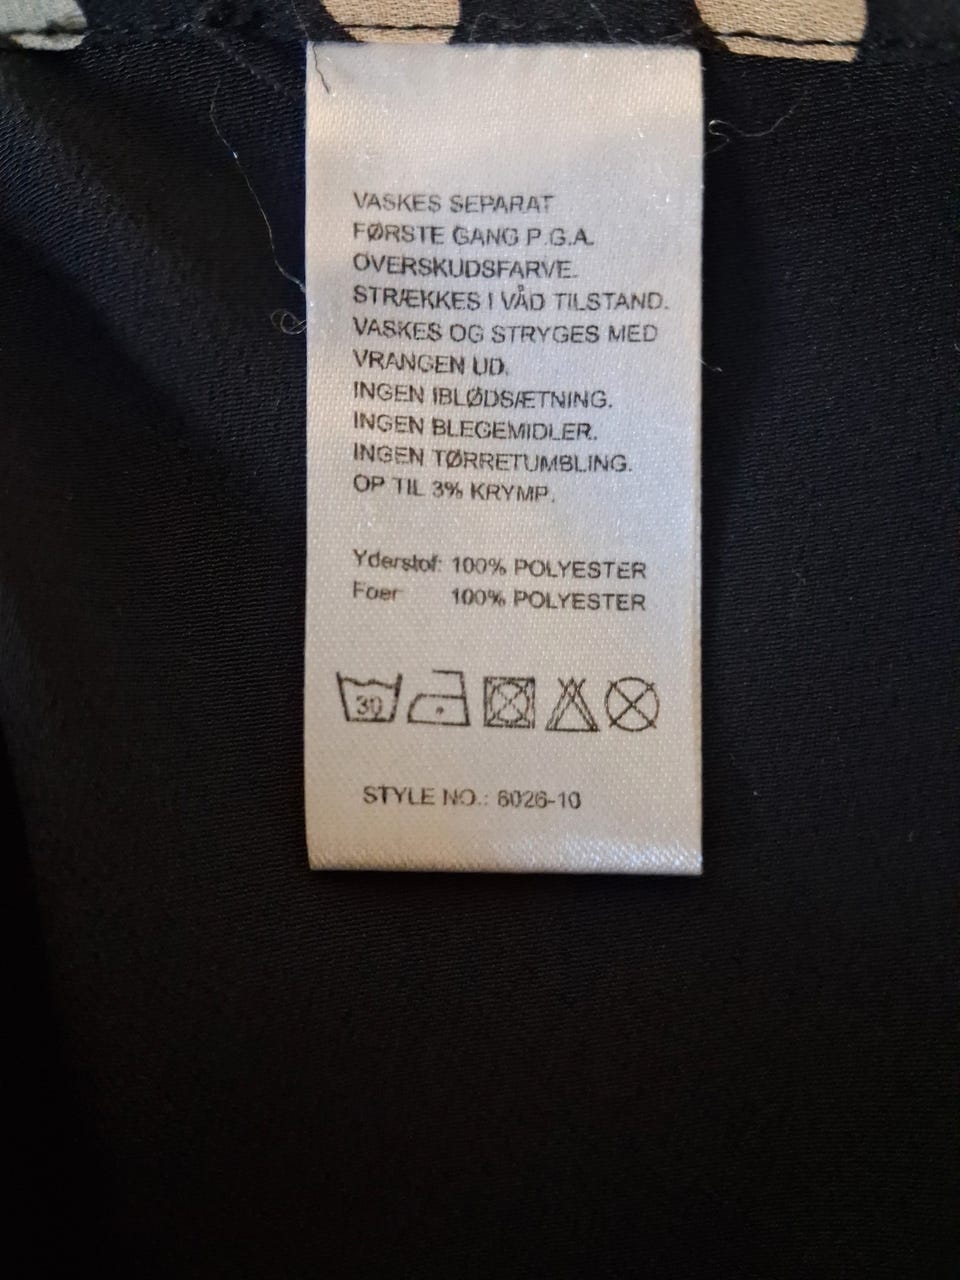 VASKES SEPARAT
FØRSTE GANG P.G.A.
OVERSKUDSFARVE.
STRÆKKES I VÅD TILSTAND.
VASKES OG STRYGES MED
VRANGEN UD.
INGEN IBLØDSÆTNING.
INGEN BLEGEMIDLER.
INGEN TØRRETUMBLING.
OP TIL 3% KRYMP.
Yderstof: 100% POLYESTER
Foer 100% POLYESTER
30
STYLE NO.: 6026-10